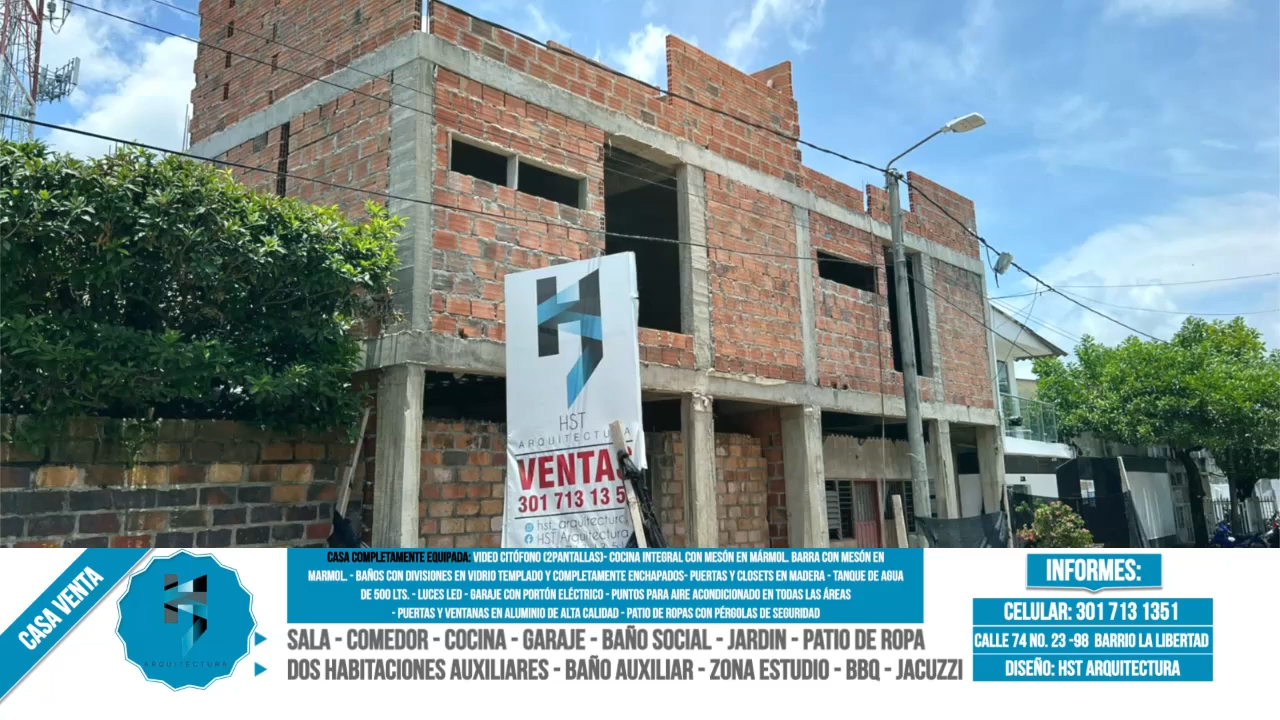 HST
ARQUITECTURA
VENTAS
301 713 13 5
hst_arquitectura
HST Arquitectura
CASA VENTA
ARQUITECTURA
CASA COMPLETAMENTE EQUIPADA: VIDEO CITÓFONO (2PANTALLAS)- COCINA INTEGRAL CON MESÓN EN MÁRMOL. BARRA CON MESÓN EN
MARMOL. - BAÑOS CON DIVISIONES EN VIDRIO TEMPLADO Y COMPLETAMENTE ENCHAPADOS- PUERTAS Y CLOSETS EN MADERA - TANQUE DE AGUA
DE 500 LTS. - LUCES LED - GARAJE CON PORTÓN ELÉCTRICO - PUNTOS PARA AIRE ACONDICIONADO EN TODAS LAS ÁREAS
- PUERTAS Y VENTANAS EN ALUMINIO DE ALTA CALIDAD - PATIO DE ROPAS CON PÉRGOLAS DE SEGURIDAD
SALA - COMEDOR - COCINA - GARAJE - BAÑO SOCIAL - JARDIN - PATIO DE ROPA
DOS HABITACIONES AUXILIARES - BAÑO AUXILIAR - ZONA ESTUDIO - BBQ - JACUZZI
INFORMES:
CELULAR: 301 713 1351
CALLE 74 NO. 23 -98 BARRIO LA LIBERTAD
DISEÑO: HST ARQUITECTURA